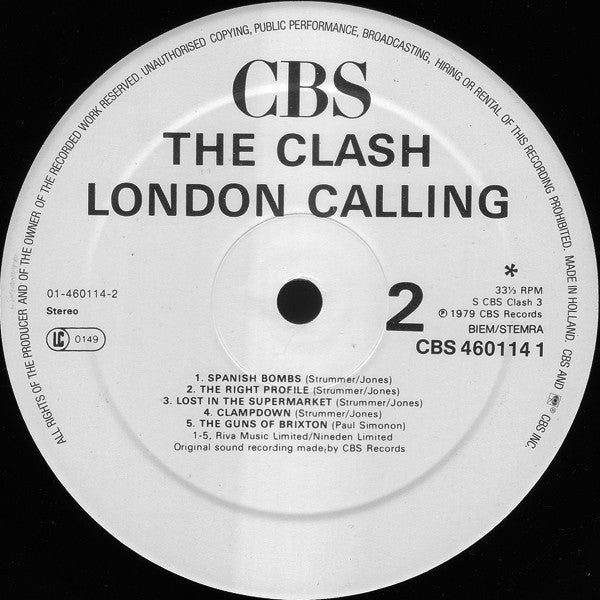 ALL RIGHTS OF THE PRODUCER AND OF THE OWNER OF THE RECORDED WORK RESERVED. UNAUTHORISED COPYING, PUBLIC PERFORMANCE, BROADCASTING, HIRING OR RENTAL OF THIS RECORDING PROHIBITED. MADE IN HOLLAND. CBS AND ® CBS INC.
CBS
THE CLASH
LONDON CALLING
01-460114-2
Stereo
LC 0149
2
*
33⅓ RPM
S CBS Clash 3
℗ 1979 CBS Records
BIEM/STEMRA
CBS 460114 1
1. SPANISH BOMBS (Strummer/Jones)
2. THE RIGHT PROFILE (Strummer/Jones)
3. LOST IN THE SUPERMARKET (Strummer/Jones)
4. CLAMPDOWN (Strummer/Jones)
5. THE GUNS OF BRIXTON (Paul Simonon)
1-5, Riva Music Limited/Nineden Limited
Original sound recording made by CBS Records